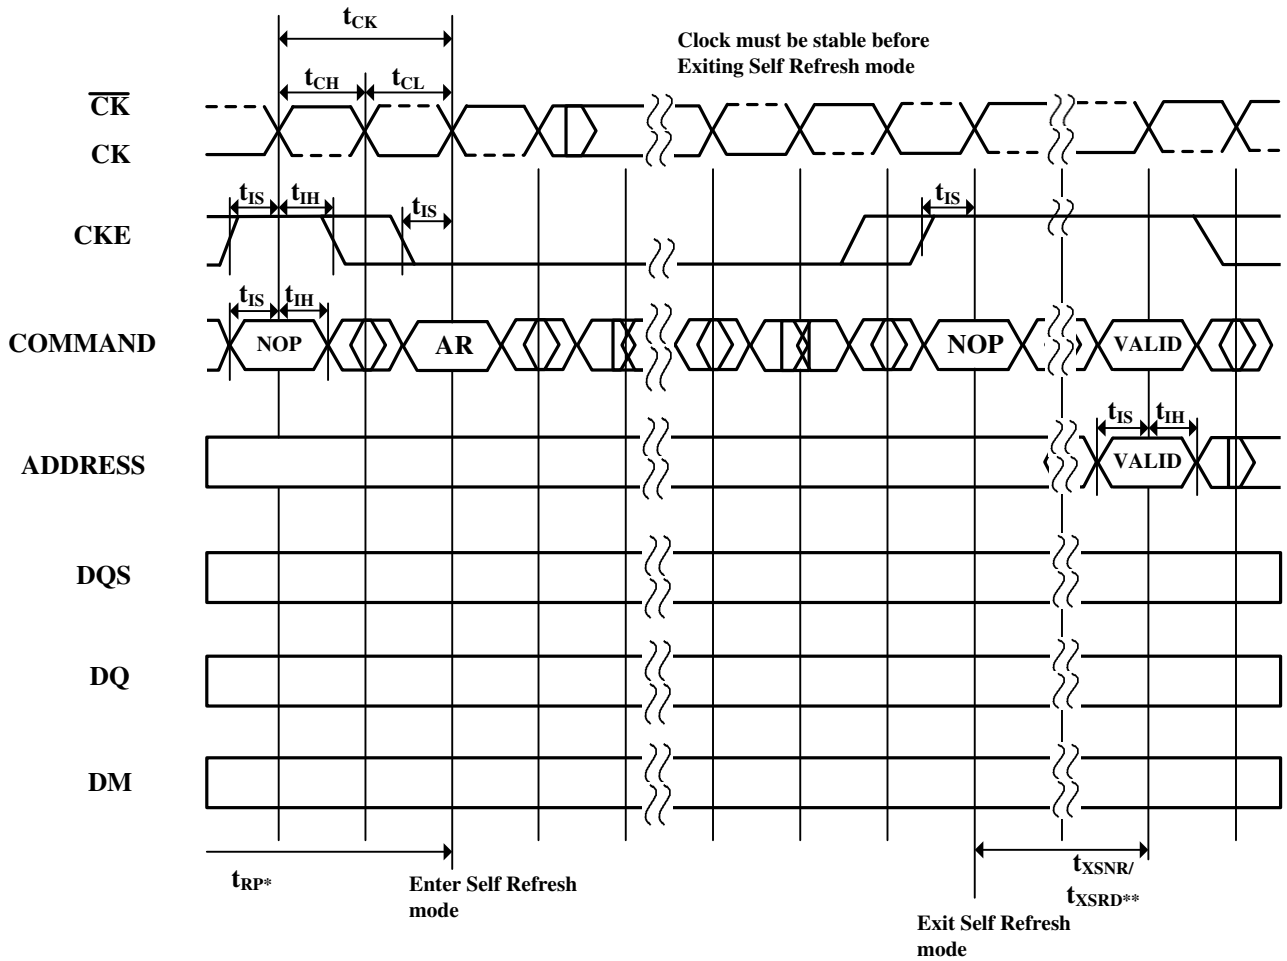 tCK
Clock must be stable before
Exiting Self Refresh mode
tCH
tCL
CK
CK
tIS
tIH
tIS
tIS
CKE
tIS
tIH
COMMAND
NOP
AR
NOP
VALID
tIS
tIH
ADDRESS
VALID
DQS
DQ
DM
tRP*
Enter Self Refresh
mode
tXSNR/
tXSRD**
Exit Self Refresh
mode